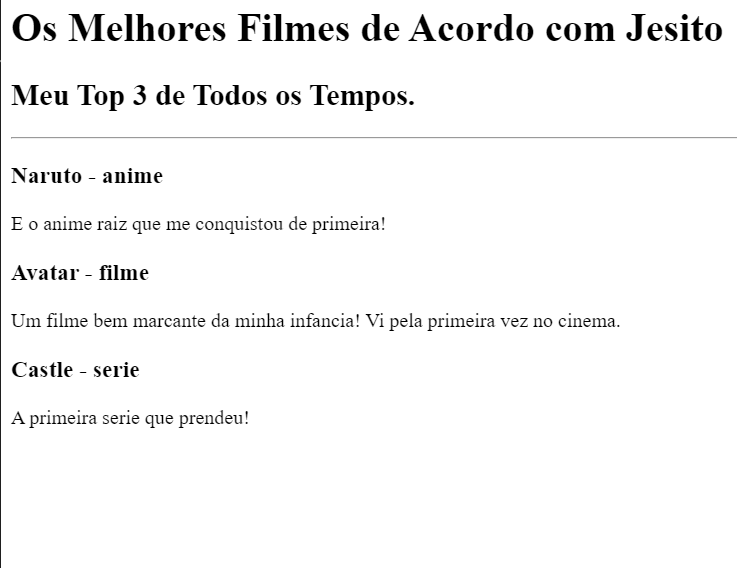 Os Melhores Filmes de Acordo com Jesito
Meu Top 3 de Todos os Tempos.
Naruto - anime
E o anime raiz que me conquistou de primeira!
Avatar - filme
Um filme bem marcante da minha infancia! Vi pela primeira vez no cinema.
Castle - serie
A primeira serie que prendeu!